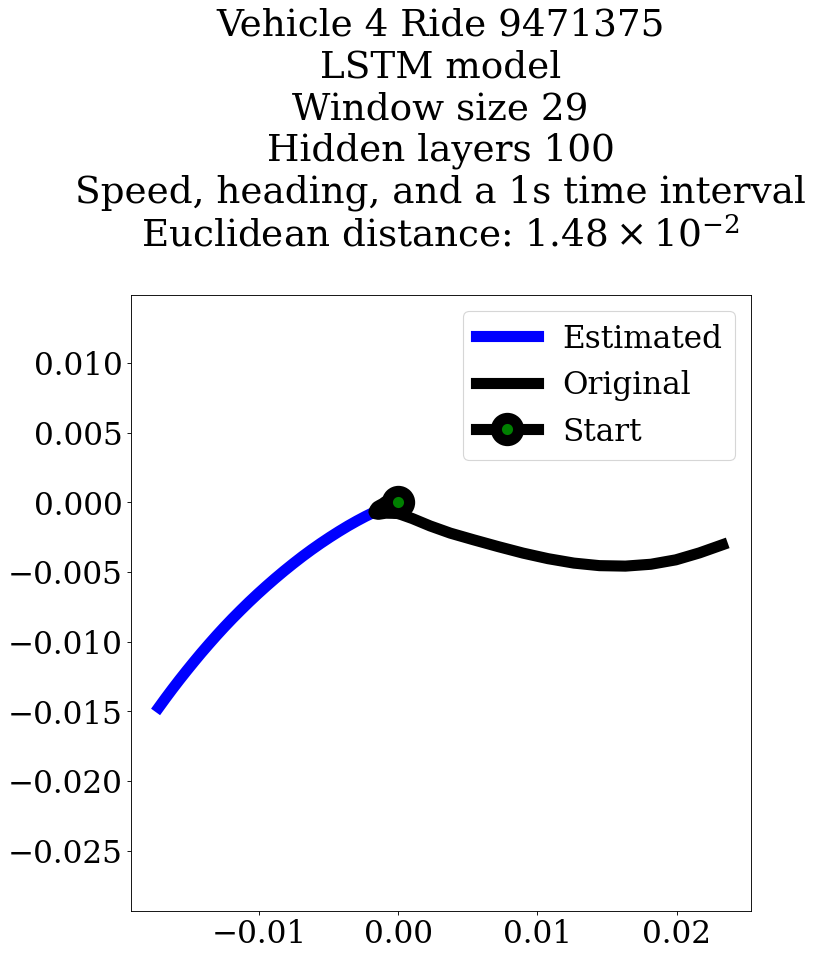 Vehicle 4 Ride 9471375
LSTM model
Window size 29
Hidden layers 100
Speed, heading, and a 1s time interval
Euclidean distance: 1.48 × 10⁻²
Estimated
Original
Start
0.010
0.005
0.000
−0.005
−0.010
−0.015
−0.020
−0.025
−0.01 0.00 0.01 0.02